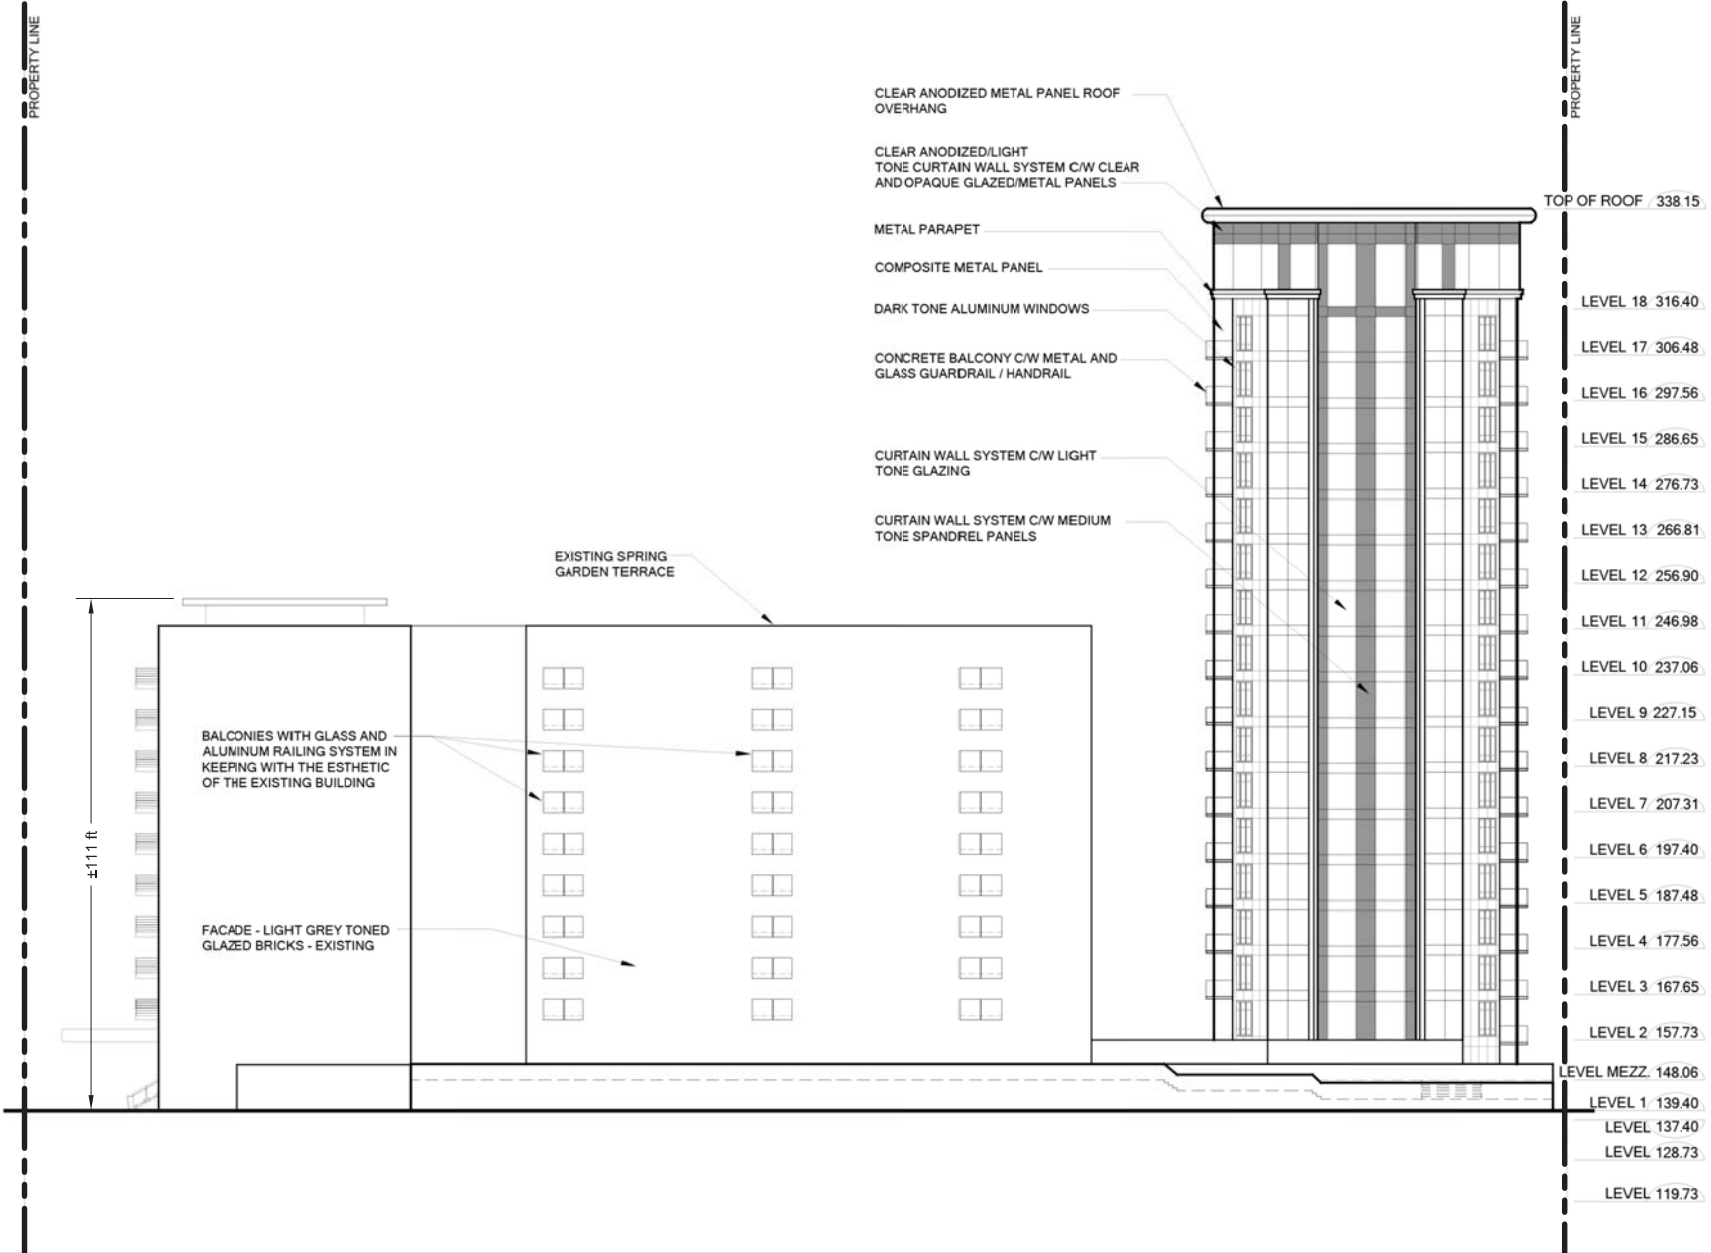 PROPERTY LINE
PROPERTY LINE
CLEAR ANODIZED METAL PANEL ROOF
OVERHANG
CLEAR ANODIZED/LIGHT
TONE CURTAIN WALL SYSTEM C/W CLEAR
AND OPAQUE GLAZED/METAL PANELS
METAL PARAPET
COMPOSITE METAL PANEL
DARK TONE ALUMINUM WINDOWS
CONCRETE BALCONY C/W METAL AND
GLASS GUARDRAIL / HANDRAIL
CURTAIN WALL SYSTEM C/W LIGHT
TONE GLAZING
CURTAIN WALL SYSTEM C/W MEDIUM
TONE SPANDREL PANELS
EXISTING SPRING
GARDEN TERRACE
BALCONIES WITH GLASS AND
ALUMINUM RAILING SYSTEM IN
KEEPING WITH THE ESTHETIC
OF THE EXISTING BUILDING
±111 ft
FACADE - LIGHT GREY TONED
GLAZED BRICKS - EXISTING
TOP OF ROOF 338.15
LEVEL 18 316.40
LEVEL 17 306.48
LEVEL 16 297.56
LEVEL 15 286.65
LEVEL 14 276.73
LEVEL 13 266.81
LEVEL 12 256.90
LEVEL 11 246.98
LEVEL 10 237.06
LEVEL 9 227.15
LEVEL 8 217.23
LEVEL 7 207.31
LEVEL 6 197.40
LEVEL 5 187.48
LEVEL 4 177.56
LEVEL 3 167.65
LEVEL 2 157.73
LEVEL MEZZ. 148.06
LEVEL 1 139.40
LEVEL 137.40
LEVEL 128.73
LEVEL 119.73